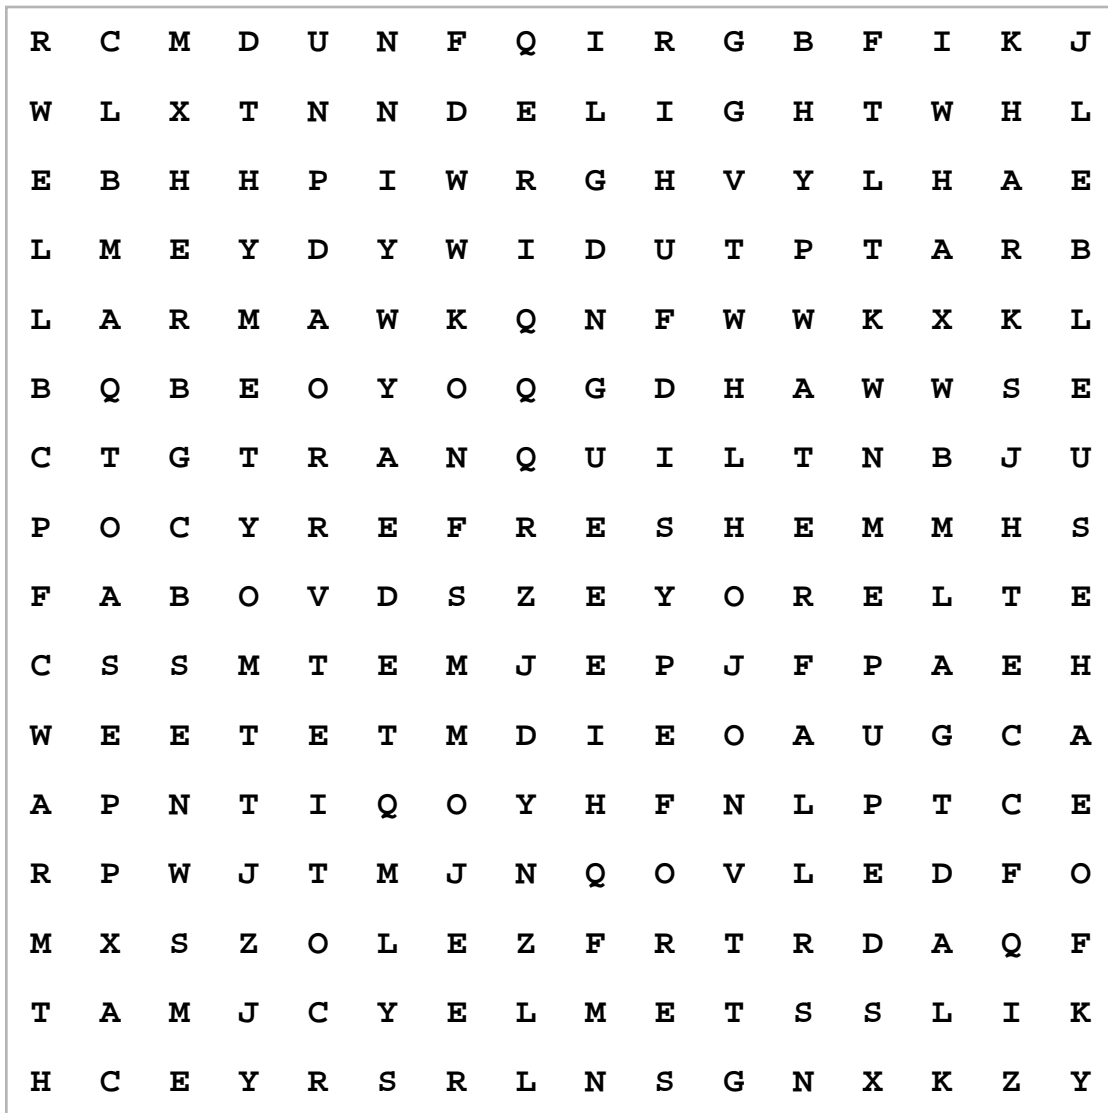 R C M D U N F Q I R G B F I K J
W L X T N N D E L I G H T W H L
E B H H P I W R G H V Y L H A E
L M E Y D Y W I D U T P T A R B
L A R M A W K Q N F W W K X K L
B Q B E O Y O Q G D H A W W S E
C T G T R A N Q U I L T N B J U
P O C Y R E F R E S H E M M H S
F A B O V D S Z E Y O R E L T E
C S S M T E M J E P J F P A E H
W E E T E T M D I E O A U G C A
A P N T I Q O Y H F N L P T C E
R P W J T M J N Q O V L E D F O
M X S Z O L E Z F R T R D A Q F
T A M J C Y E L M E T S S L I K
H C E Y R S R L N S G N X K Z Y